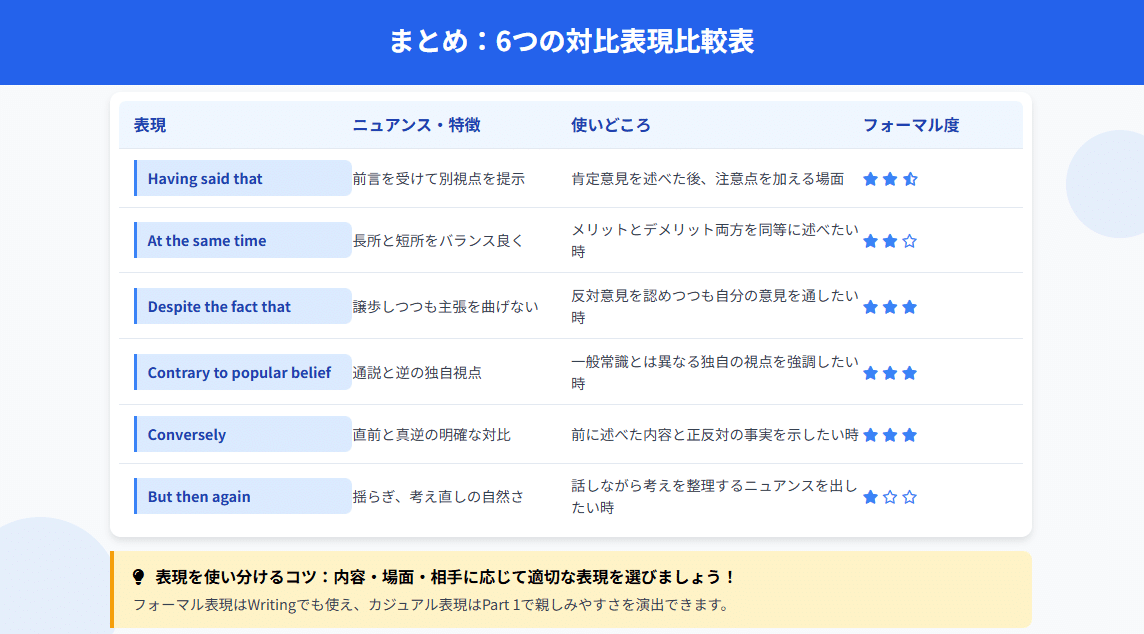 まとめ：6つの対比表現比較表
表現 ニュアンス・特徴 使いどころ フォーマル度
Having said that 前言を受けて別視点を提示 肯定意見を述べた後、注意点を加える場面
At the same time 長所と短所をバランス良く メリットとデメリット両方を同等に述べたい
時
Despite the fact that 譲歩しつつも主張を曲げない 反対意見を認めつつも自分の意見を通したい
時
Contrary to popular belief 通説と逆の独自視点 一般常識とは異なる独自の視点を強調したい
時
Conversely 直前と真逆の明確な対比 前に述べた内容と正反対の事実を示したい時
But then again 揺らぎ、考え直しの自然さ 話しながら考えを整理するニュアンスを出し
たい時
表現を使い分けるコツ：内容・場面・相手に応じて適切な表現を選びましょう！
フォーマル表現はWritingでも使え、カジュアル表現はPart 1で親しみやすさを演出できます。